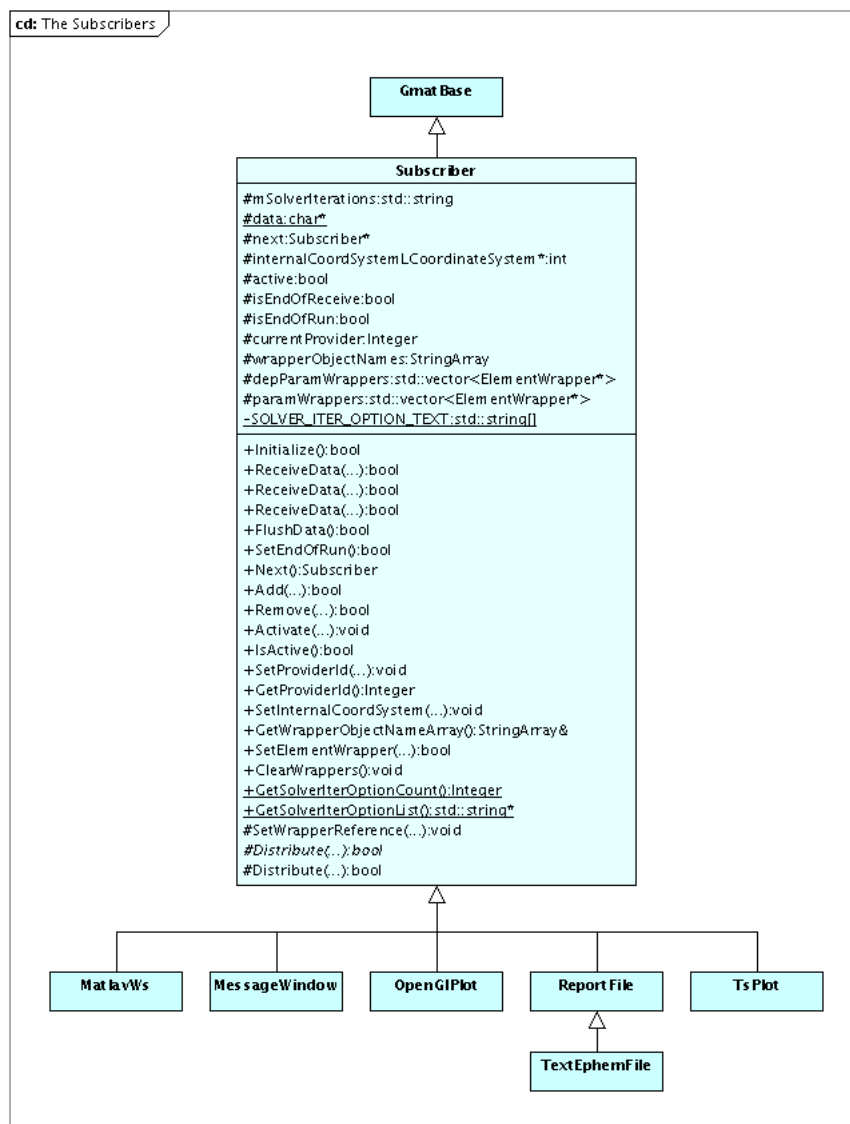 cd: The Subscribers
GmatBase
Subscriber
#mSolverIterations:std::string
#data:char*
#next:Subscriber*
#internalCoordSystemLCoordinateSystem*:int
#active:bool
#isEndOfReceive:bool
#isEndOfRun:bool
#currentProvider:Integer
#wrapperObjectNames:StringArray
#depParamWrappers:std::vector<ElementWrapper*>
#paramWrappers:std::vector<ElementWrapper*>
-SOLVER_ITER_OPTION_TEXT:std::string[]
+Initialize():bool
+ReceiveData(...):bool
+ReceiveData(...):bool
+ReceiveData(...):bool
+FlushData():bool
+SetEndOfRun():bool
+Next():Subscriber
+Add(...):bool
+Remove(...):bool
+Activate(...):void
+IsActive():bool
+SetProviderId(...):void
+GetProviderId():Integer
+SetInternalCoordSystem(...):void
+GetWrapperObjectNameArray():StringArray&
+SetElementWrapper(...):bool
+ClearWrappers():void
+GetSolverIterOptionCount():Integer
+GetSolverIterOptionList():std::string*
#SetWrapperReference(...):void
#Distribute(...):bool
#Distribute(...):bool
MatlavWs MessageWindow OpenGlPlot ReportFile TsPlot
TextEphemFile